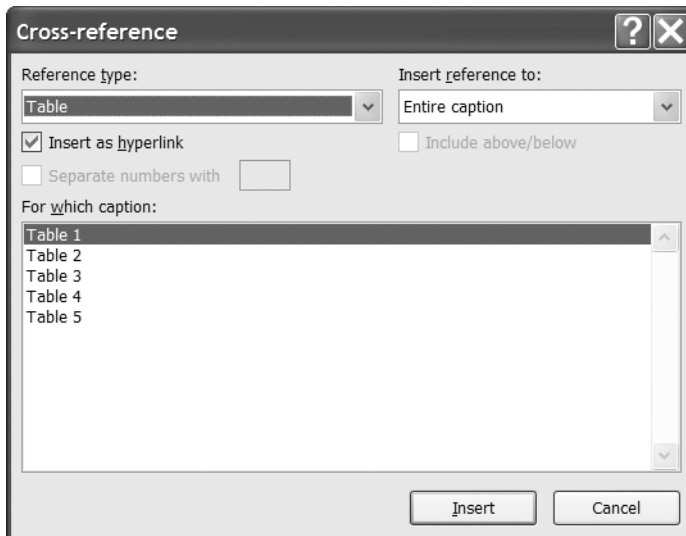 Cross-reference
Reference type:
Insert reference to:
Table
Entire caption
Insert as hyperlink
Include above/below
Separate numbers with
For which caption:
Table 1
Table 2
Table 3
Table 4
Table 5
Insert
Cancel